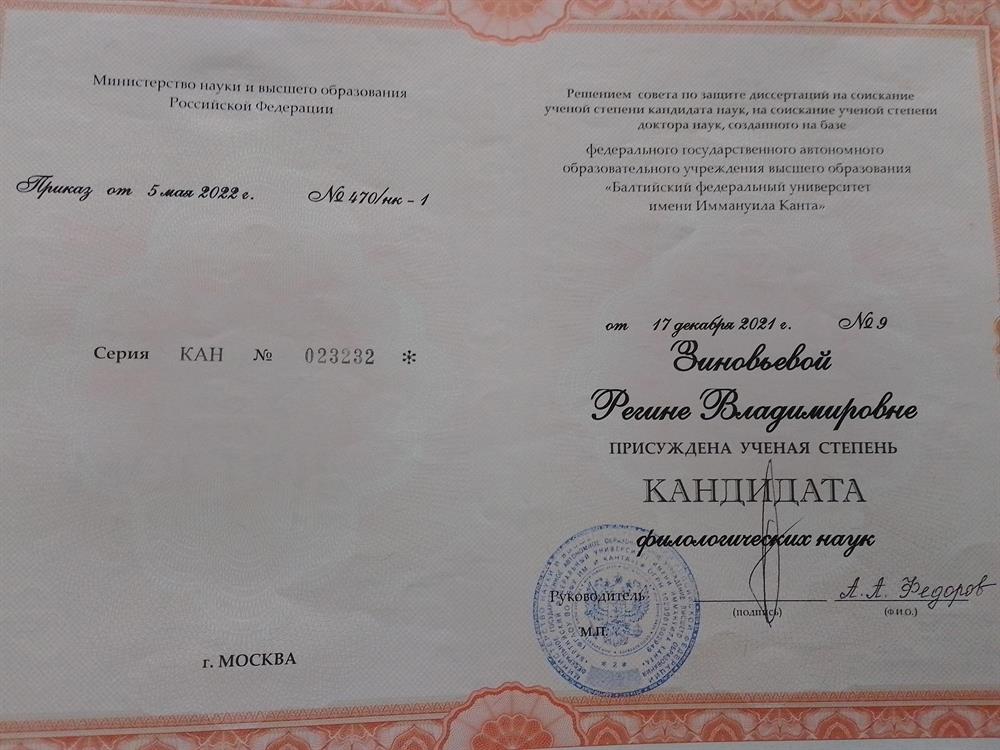 Министерство науки и высшего образования
Российской Федерации
Приказ от 5 мая 2022 г. № 470/нк - 1
Серия КАН № 023232 *
г. МОСКВА
Решением совета по защите диссертаций на соискание
ученой степени кандидата наук, на соискание ученой степени
доктора наук, созданного на базе
федерального государственного автономного
образовательного учреждения высшего образования
«Балтийский федеральный университет
имени Иммануила Канта»
от 17 декабря 2021 г. № 9
Зиновьевой
Регине Владимировне
ПРИСУЖДЕНА УЧЕНАЯ СТЕПЕНЬ
КАНДИДАТА
филологических наук
Руководитель
А. А. Федоров
(подпись) (Ф.И.О.)
М.П.